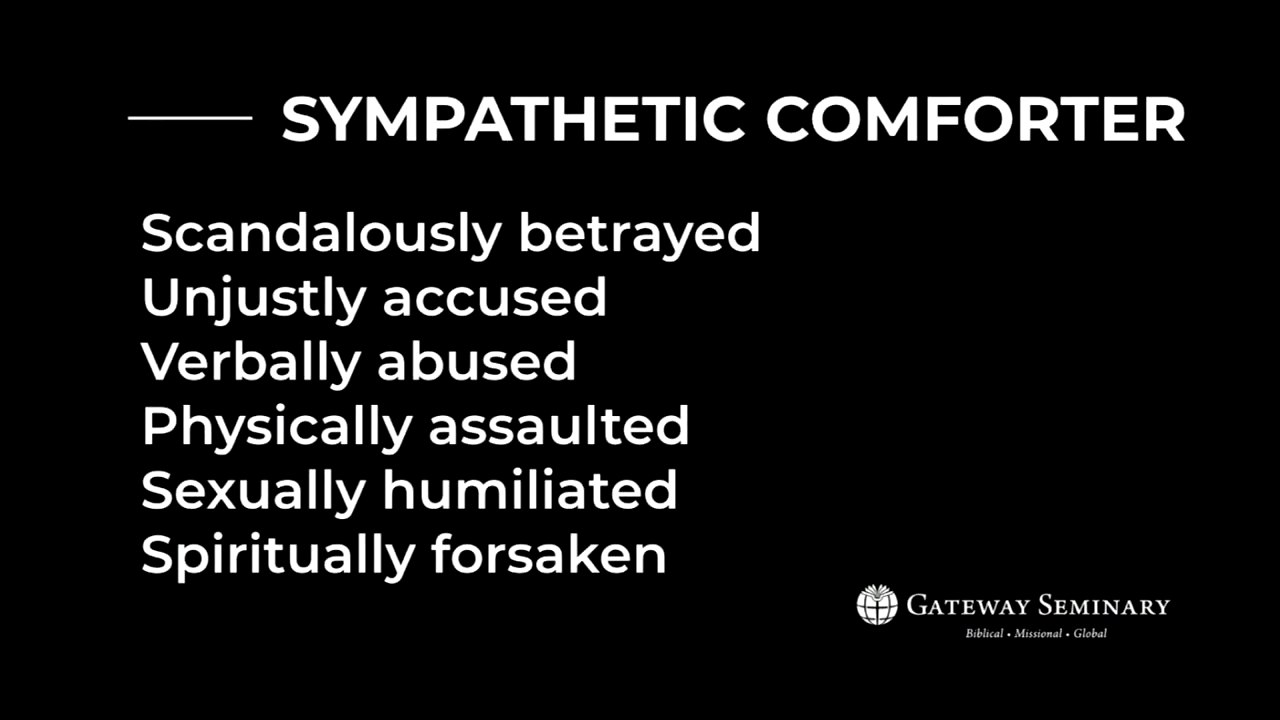 SYMPATHETIC COMFORTER
Scandalously betrayed
Unjustly accused
Verbally abused
Physically assaulted
Sexually humiliated
Spiritually forsaken
GATEWAY SEMINARY
Biblical • Missional • Global